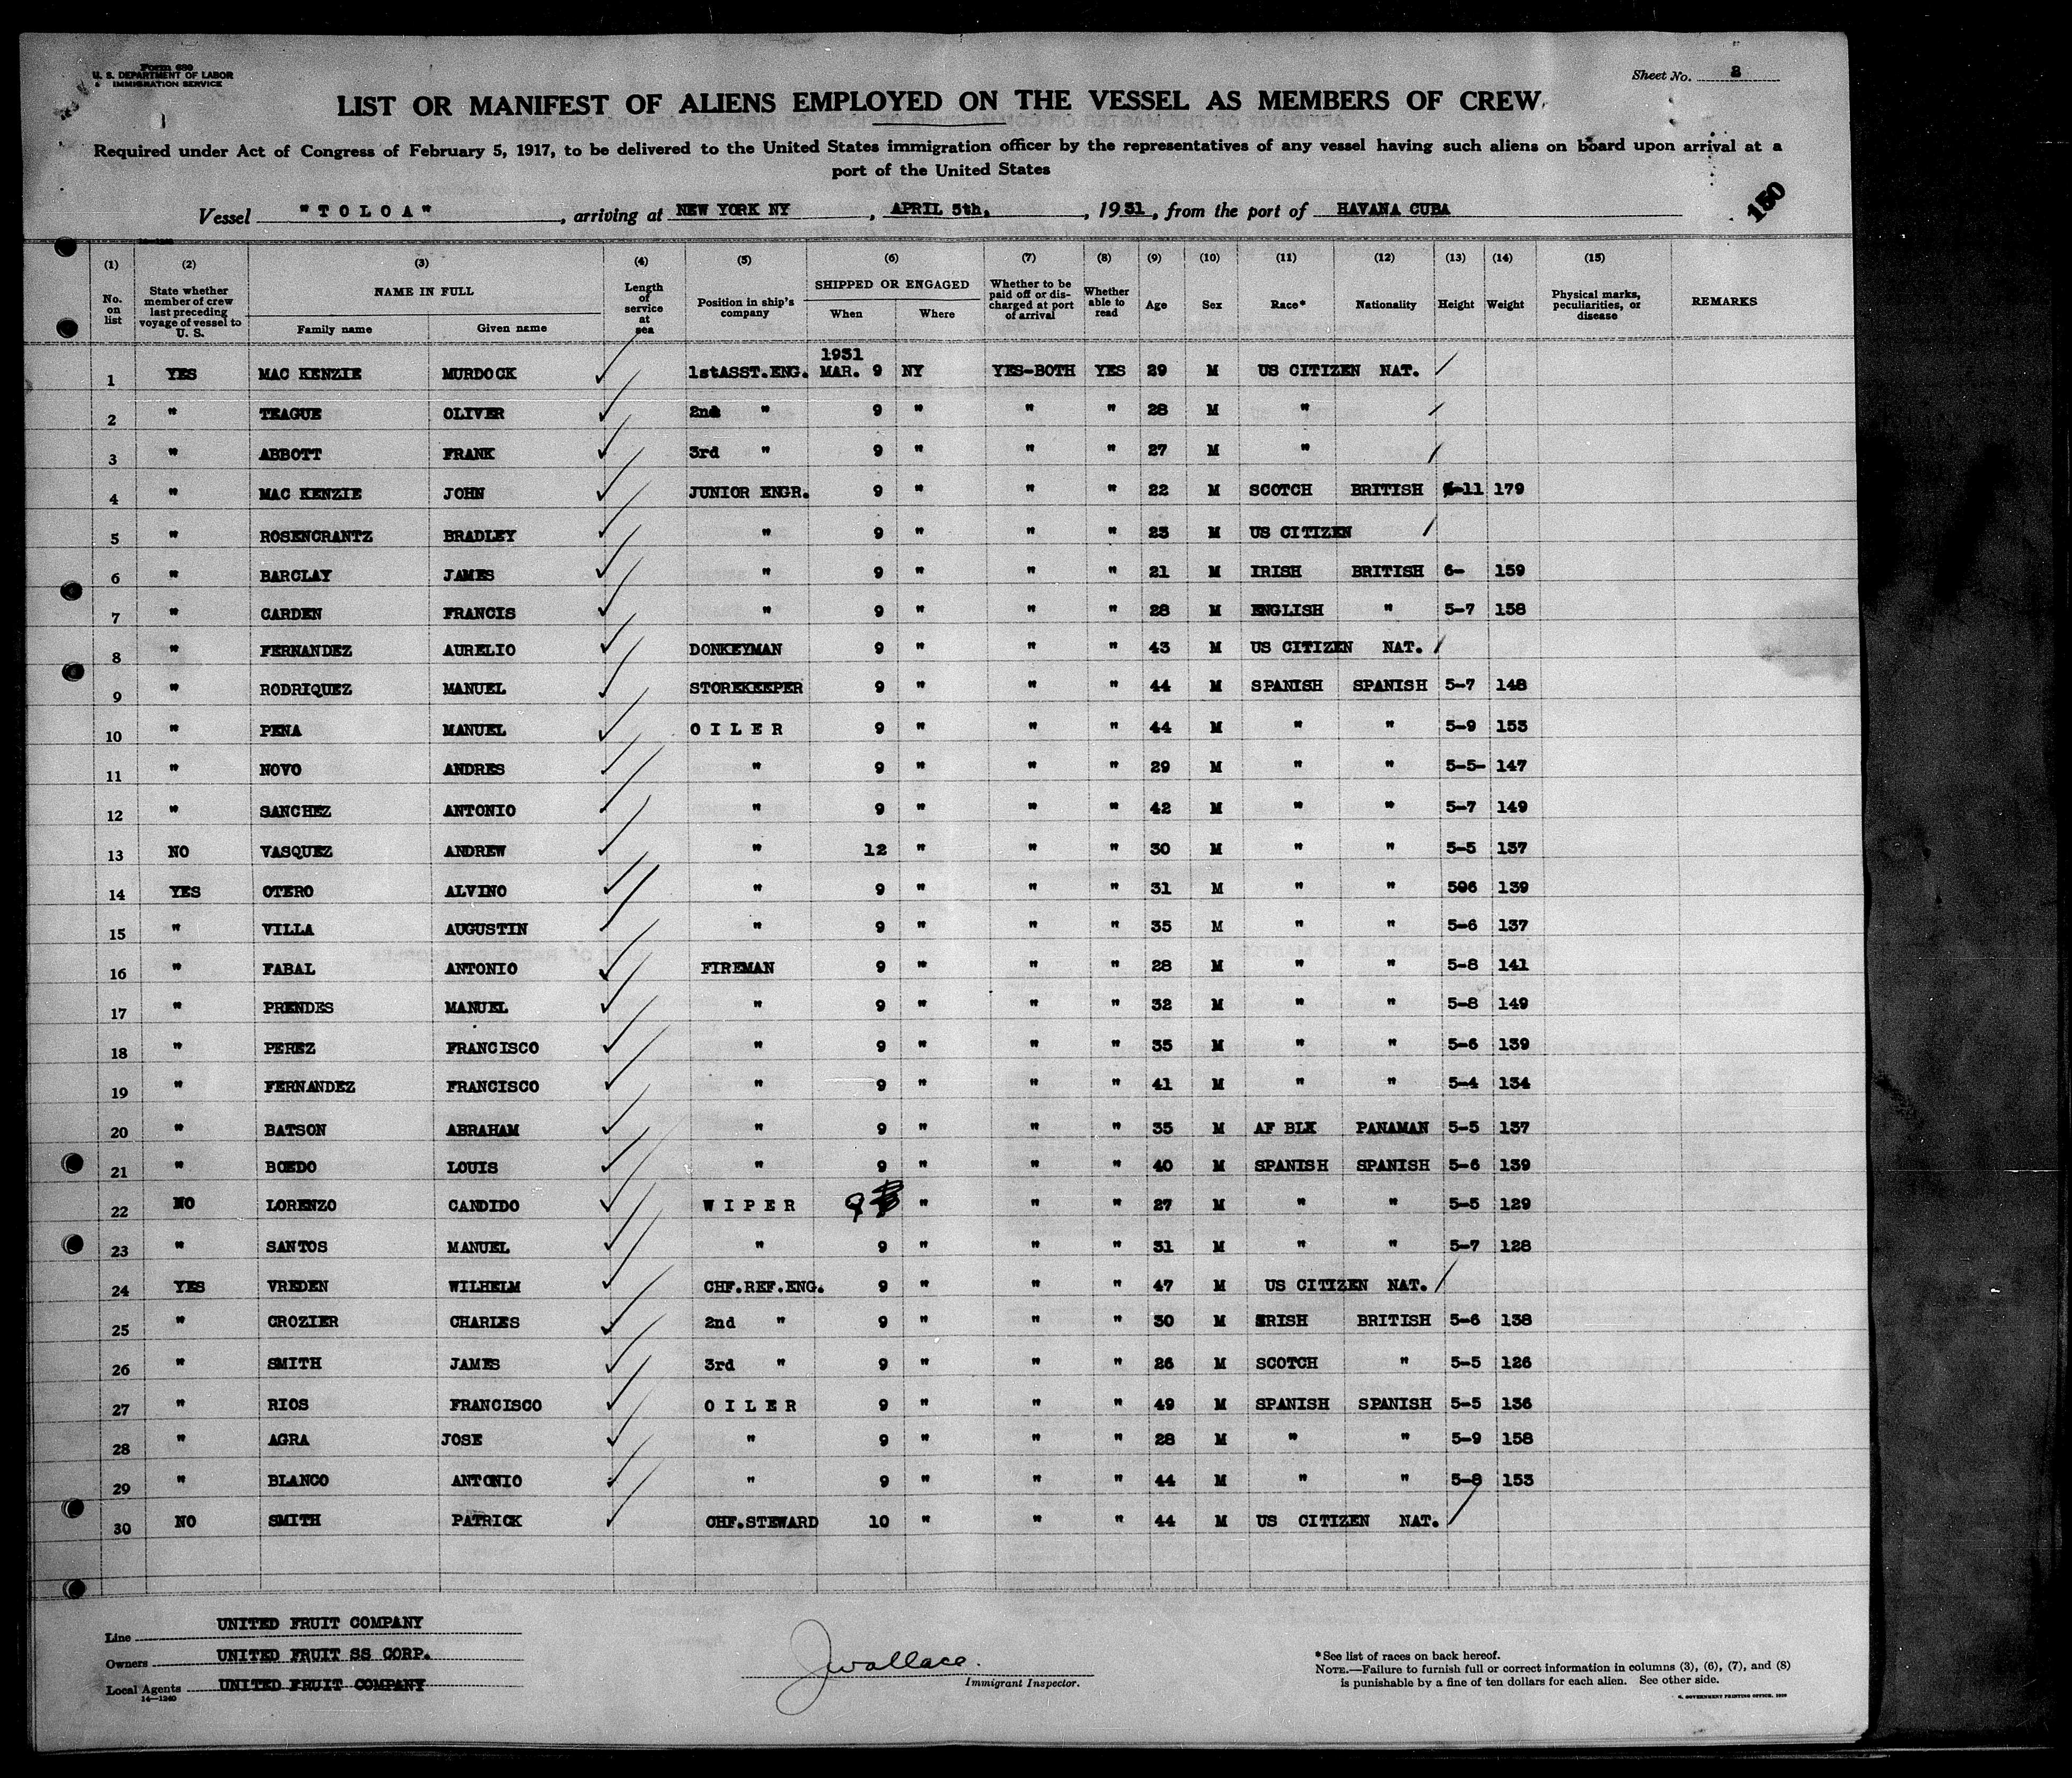 Form 680
U. S. DEPARTMENT OF LABOR
IMMIGRATION SERVICE
Sheet No. 2
LIST OR MANIFEST OF ALIENS EMPLOYED ON THE VESSEL AS MEMBERS OF CREW
Required under Act of Congress of February 5, 1917, to be delivered to the United States immigration officer by the representatives of any vessel having such aliens on board upon arrival at a
port of the United States
150
Vessel "TOLOA", arriving at NEW YORK NY, APRIL 5th, 1931, from the port of HAVANA CUBA
14—1240
(1) (2) (3) (4) (5) (6) (7) (8) (9) (10) (11) (12) (13) (14) (15)
No. on list State whether member of crew last preceding voyage of vessel to U. S. NAME IN FULL Family name Given name Length of service at sea Position in ship's company SHIPPED OR ENGAGED When Where Whether to be paid off or discharged at port of arrival Whether able to read Age Sex Race* Nationality Height Weight Physical marks, peculiarities, or disease REMARKS
1931
1 YES MAC KENZIE MURDOCK 1stASST.ENG. MAR. 9 NY YES-BOTH YES 29 M US CITIZEN NAT.
2 " TEAGUE OLIVER 2nd " 9 " " " 28 M "
3 " ABBOTT FRANK 3rd " 9 " " " 27 M "
4 " MAC KENZIE JOHN JUNIOR ENGR. 9 " " " 22 M SCOTCH BRITISH 5-11 179
5 " ROSENCRANTZ BRADLEY " 9 " " " 23 M US CITIZEN
6 " BARCLAY JAMES " 9 " " " 21 M IRISH BRITISH 6- 159
7 " CARDEN FRANCIS " 9 " " " 28 M ENGLISH " 5-7 158
8 " FERNANDEZ AURELIO DONKEYMAN 9 " " " 43 M US CITIZEN NAT.
9 " RODRIQUEZ MANUEL STOREKEEPER 9 " " " 44 M SPANISH SPANISH 5-7 148
10 " PENA MANUEL OILER 9 " " " 44 M " " 5-9 153
11 " NOVO ANDRES " 9 " " " 29 M " " 5-5- 147
12 " SANCHEZ ANTONIO " 9 " " " 42 M " " 5-7 149
13 NO VASQUEZ ANDREW " 12 " " " 30 M " " 5-5 137
14 YES OTERO ALVINO " 9 " " " 31 M " " 506 139
15 " VILLA AUGUSTIN " 9 " " " 35 M " " 5-6 137
16 " FABAL ANTONIO FIREMAN 9 " " " 28 M " " 5-8 141
17 " PRENDES MANUEL " 9 " " " 32 M " " 5-8 149
18 " PEREZ FRANCISCO " 9 " " " 35 M " " 5-6 139
19 " FERNANDEZ FRANCISCO " 9 " " " 41 M " " 5-4 134
20 " BATSON ABRAHAM " 9 " " " 35 M AF BLK PANAMAN 5-5 137
21 " BOEDO LOUIS " 9 " " " 40 M SPANISH SPANISH 5-6 139
22 NO LORENZO CANDIDO WIPER 9 " " " 27 M " " 5-5 129
23 " SANTOS MANUEL " 9 " " " 31 M " " 5-7 128
24 YES VREDEN WILHELM CHF.REF.ENG. 9 " " " 47 M US CITIZEN NAT.
25 " CROZIER CHARLES 2nd " 9 " " " 30 M IRISH BRITISH 5-6 138
26 " SMITH JAMES 3rd " 9 " " " 26 M SCOTCH " 5-5 126
27 " RIOS FRANCISCO OILER 9 " " " 49 M SPANISH SPANISH 5-5 136
28 " AGRA JOSE " 9 " " " 28 M " " 5-9 158
29 " BLANCO ANTONIO " 9 " " " 44 M " " 5-8 153
30 NO SMITH PATRICK CHF.STEWARD 10 " " " 44 M US CITIZEN NAT.
Line UNITED FRUIT COMPANY
Owners UNITED FRUIT SS CORP.
Local Agents UNITED FRUIT COMPANY
14—1240
JWallace.
Immigrant Inspector.
*See list of races on back hereof.
NOTE.—Failure to furnish full or correct information in columns (3), (6), (7), and (8)
is punishable by a fine of ten dollars for each alien. See other side.
GOVERNMENT PRINTING OFFICE